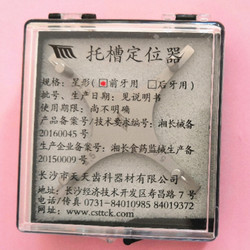 托槽定位器
规格：星形（前牙用 □后牙用
批号、生产日期：见说明书
使用期限：尚不明确
产品备案号/技术要求编号：湘长械备
20160045号
生产企业备案号：湘长食药监械生产备
20150009号
长沙市天天齿科器材有限公司
地址：长沙经济技术开发区寿昌路7号
电话/传真0731-84010985 84019372
www.csttck.com